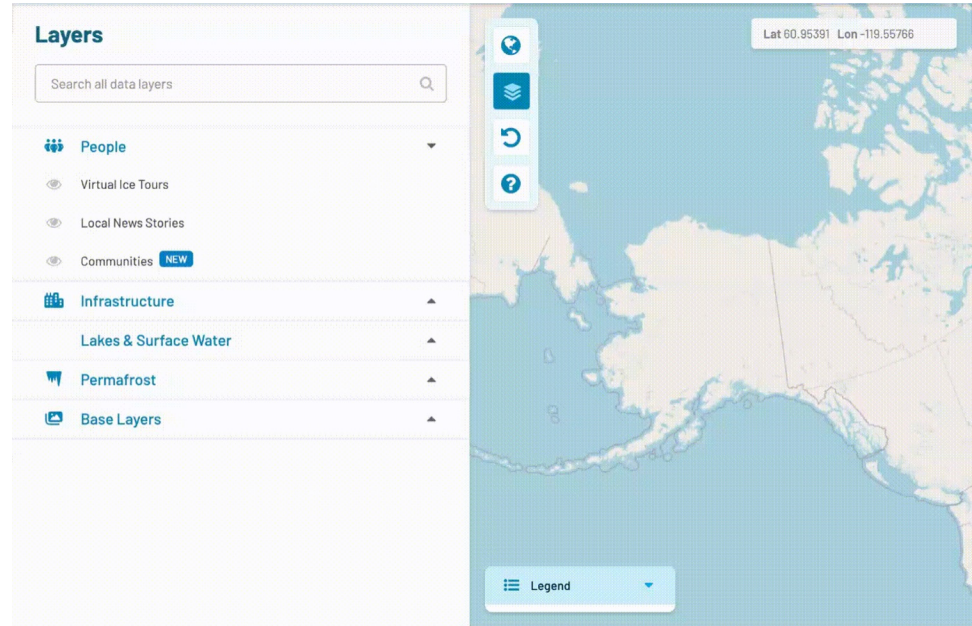 Layers
Search all data layers
People
Virtual Ice Tours
Local News Stories
Communities NEW
Infrastructure
Lakes & Surface Water
Permafrost
Base Layers
Lat 60.95391 Lon -119.55766
Legend